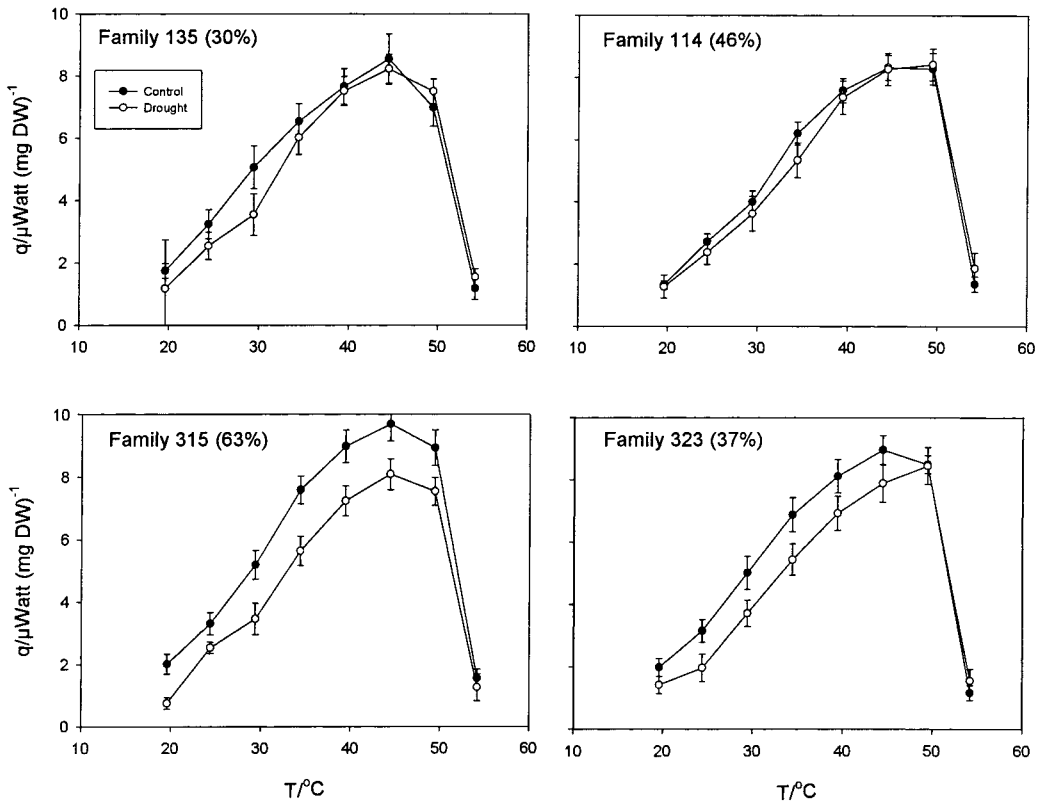 Family 135 (30%)
Control
Drought
q/µWatt (mg DW)-1
10
8
6
4
2
0
10 20 30 40 50 60
Family 114 (46%)
10 20 30 40 50 60
Family 315 (63%)
q/µWatt (mg DW)-1
10
8
6
4
2
0
10 20 30 40 50 60
T/°C
Family 323 (37%)
10 20 30 40 50 60
T/°C